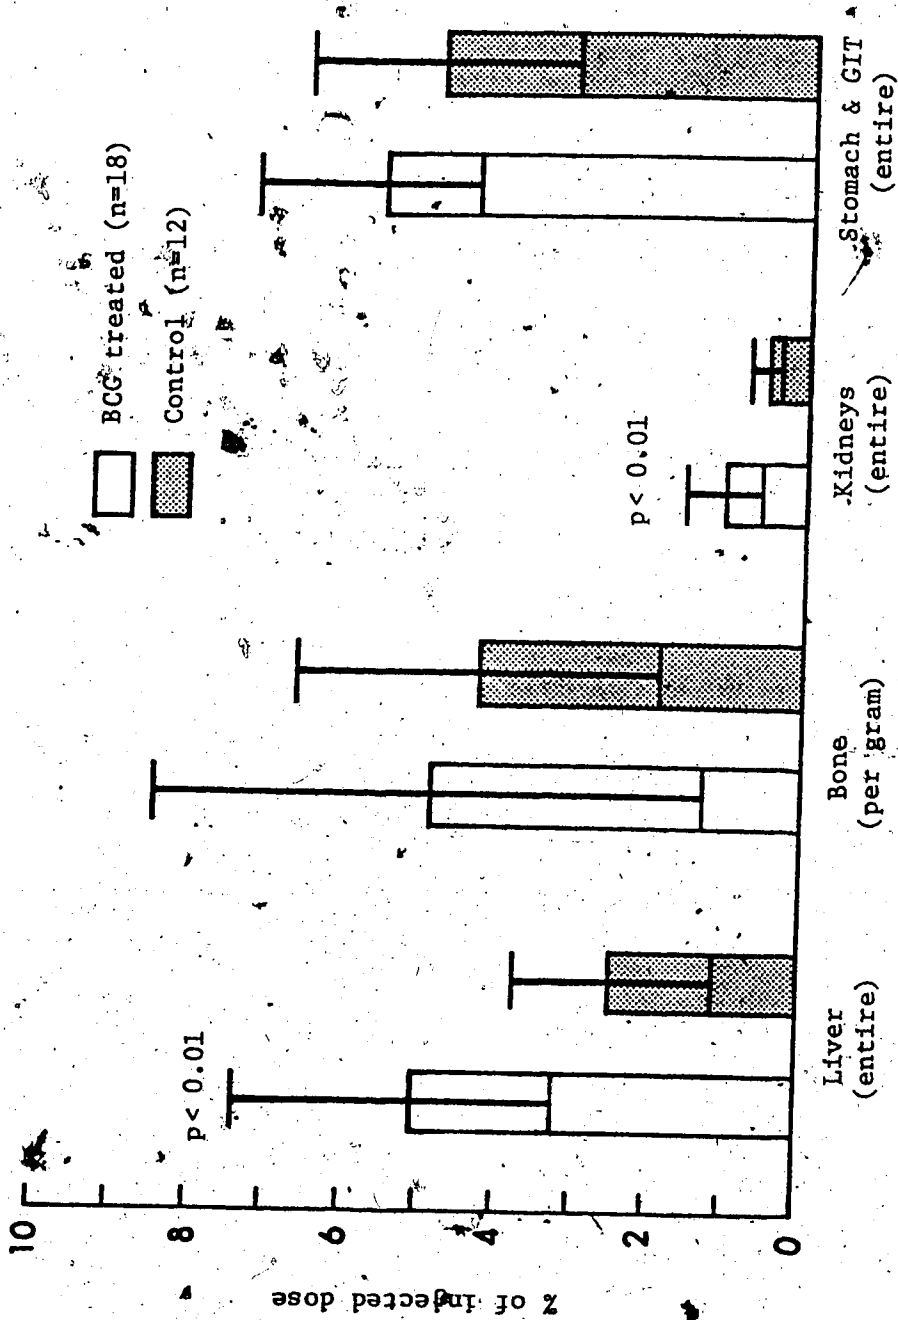 BCG treated (n=18)
Control (n=12)
% of injected dose
10
8
6
4
2
0
p< 0.01
p< 0.01
Liver
(entire)
Bone
(per gram)
Kidneys
(entire)
Stomach & GIT
(entire)